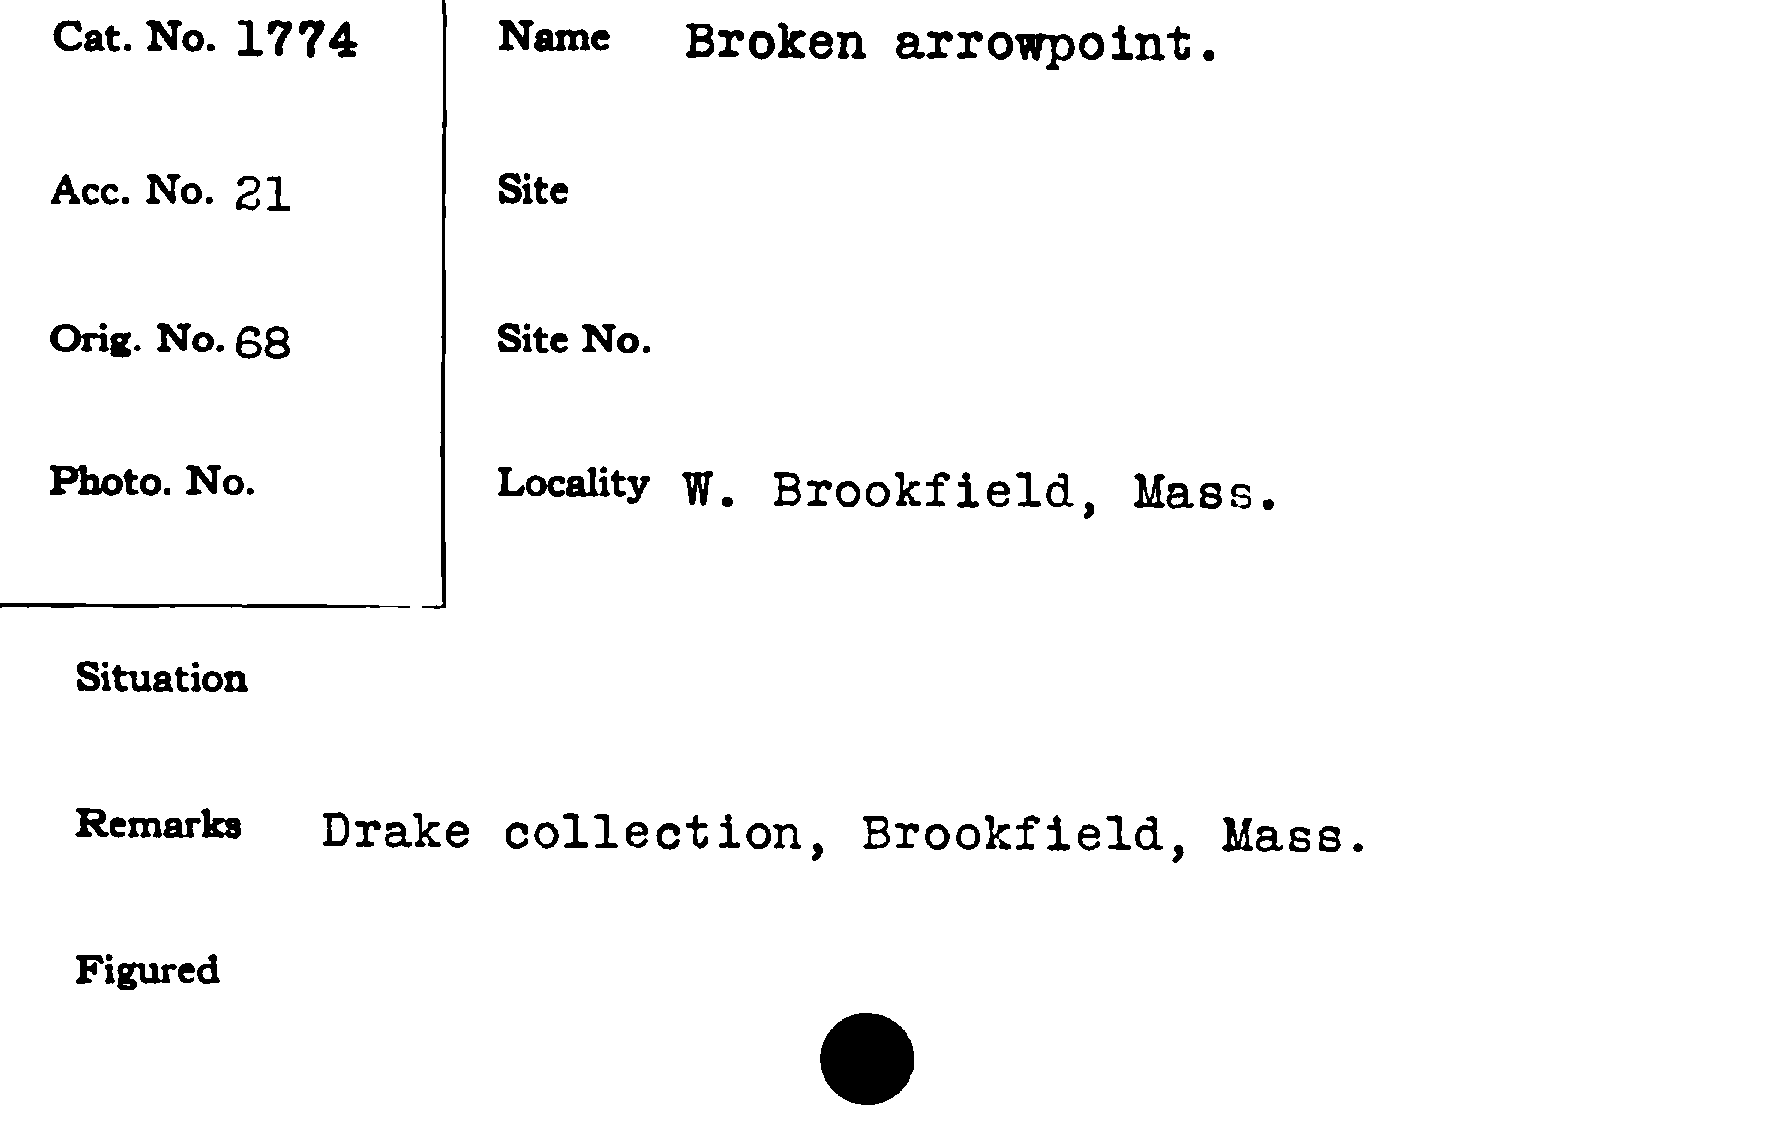 Cat. No. 1774
Name Broken arrowpoint.
Acc. No. 21
Site
Orig. No. 68
Site No.
Photo. No.
Locality W. Brookfield, Mass.
Situation
Remarks Drake collection, Brookfield, Mass.
Figured